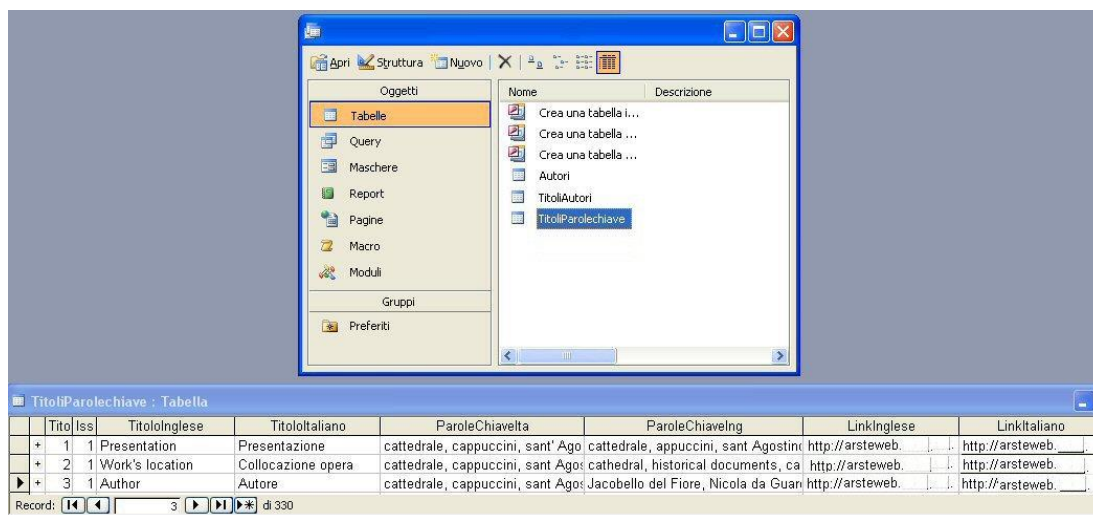 Apri Struttura Nuovo
Oggetti
Tabelle
Query
Maschere
Report
Pagine
Macro
Moduli
Gruppi
Preferiti
Nome Descrizione
Crea una tabella i...
Crea una tabella ...
Crea una tabella ...
Autori
TitoliAutori
TitoliParolechiave
TitoliParolechiave : Tabella
Tito Iss TitoloInglese TitoloItaliano ParoleChiaveIta ParoleChiaveIng LinkInglese LinkItaliano
+ 1 1 Presentation Presentazione cattedrale, cappuccini, sant' Ago cattedrale, appuccini, sant Agostin http://arsteweb. http://arsteweb.
+ 2 1 Work's location Collocazione opera cattedrale, cappuccini, sant Agos cathedral, historical documents, ca http://arsteweb. http://arsteweb.
+ 3 1 Author Autore cattedrale, cappuccini, sant Agos Jacobello del Fiore, Nicola da Guar http://arsteweb. http://arsteweb.
Record: 3 di 330